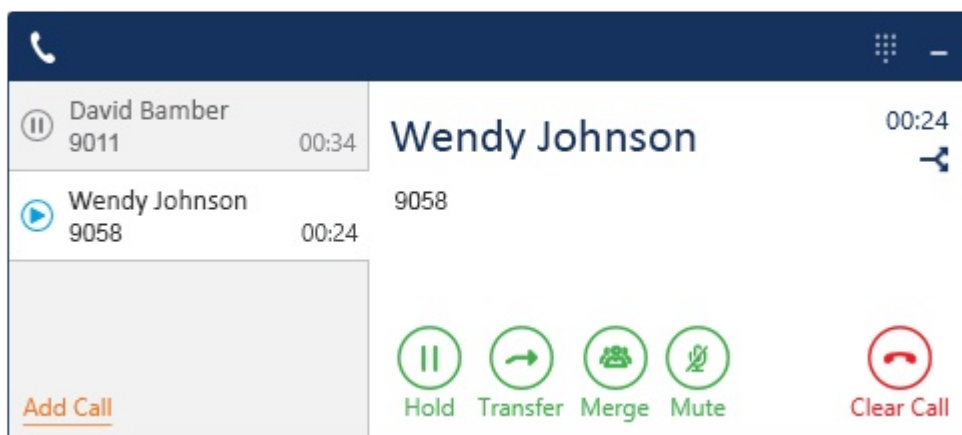 David Bamber
9011 00:34
Wendy Johnson
9058 00:24
Add Call
Wendy Johnson
00:24
9058
Hold Transfer Merge Mute Clear Call